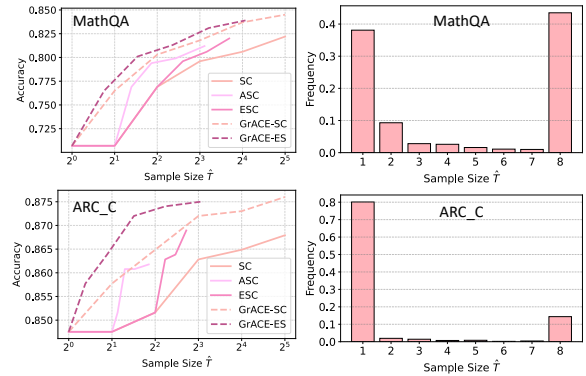 MathQA
Accuracy
0.850
0.825
0.800
0.775
0.750
0.725
SC
ASC
ESC
GrACE-SC
GrACE-ES
2^0 2^1 2^2 2^3 2^4 2^5
Sample Size T̂
MathQA
Frequency
0.4
0.3
0.2
0.1
0.0
1 2 3 4 5 6 7 8
Sample Size T̂
ARC_C
Accuracy
0.875
0.870
0.865
0.860
0.855
0.850
SC
ASC
ESC
GrACE-SC
GrACE-ES
2^0 2^1 2^2 2^3 2^4 2^5
Sample Size T̂
ARC_C
Frequency
0.8
0.7
0.6
0.5
0.4
0.3
0.2
0.1
0.0
1 2 3 4 5 6 7 8
Sample Size T̂